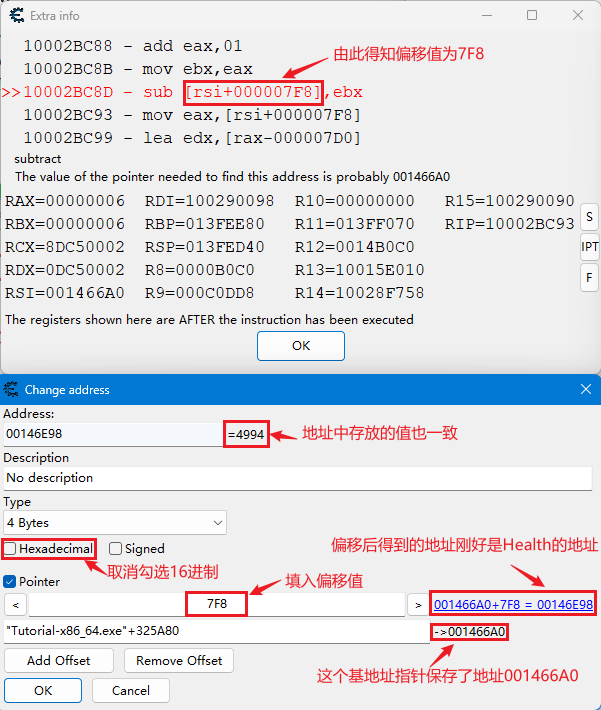 Extra info
10002BC88 - add eax,01
10002BC8B - mov ebx,eax
由此得知偏移值为7F8
>>10002BC8D - sub [rsi+000007F8],ebx
10002BC93 - mov eax,[rsi+000007F8]
10002BC99 - lea edx,[rax-000007D0]
subtract
The value of the pointer needed to find this address is probably 001466A0
RAX=00000006 RDI=100290098 R10=00000000 R15=100290090
RBX=00000006 RBP=013FEE80 R11=013FF070 RIP=10002BC93
RCX=8DC50002 RSP=013FED40 R12=0014B0C0
RDX=0DC50002 R8=0000B0C0 R13=10015E010
RSI=001466A0 R9=000C0DD8 R14=10028F758
S
IPT
F
The registers shown here are AFTER the instruction has been executed
OK
Change address
Address:
00146E98 =4994 地址中存放的值也一致
Description
No description
Type
4 Bytes
Hexadecimal Signed
偏移后得到的地址刚好是Health的地址
取消勾选16进制
Pointer
填入偏移值
< 7F8 > 001466A0+7F8 = 00146E98
"Tutorial-x86_64.exe"+325A80 ->001466A0
Add Offset Remove Offset
这个基地址指针保存了地址001466A0
OK Cancel